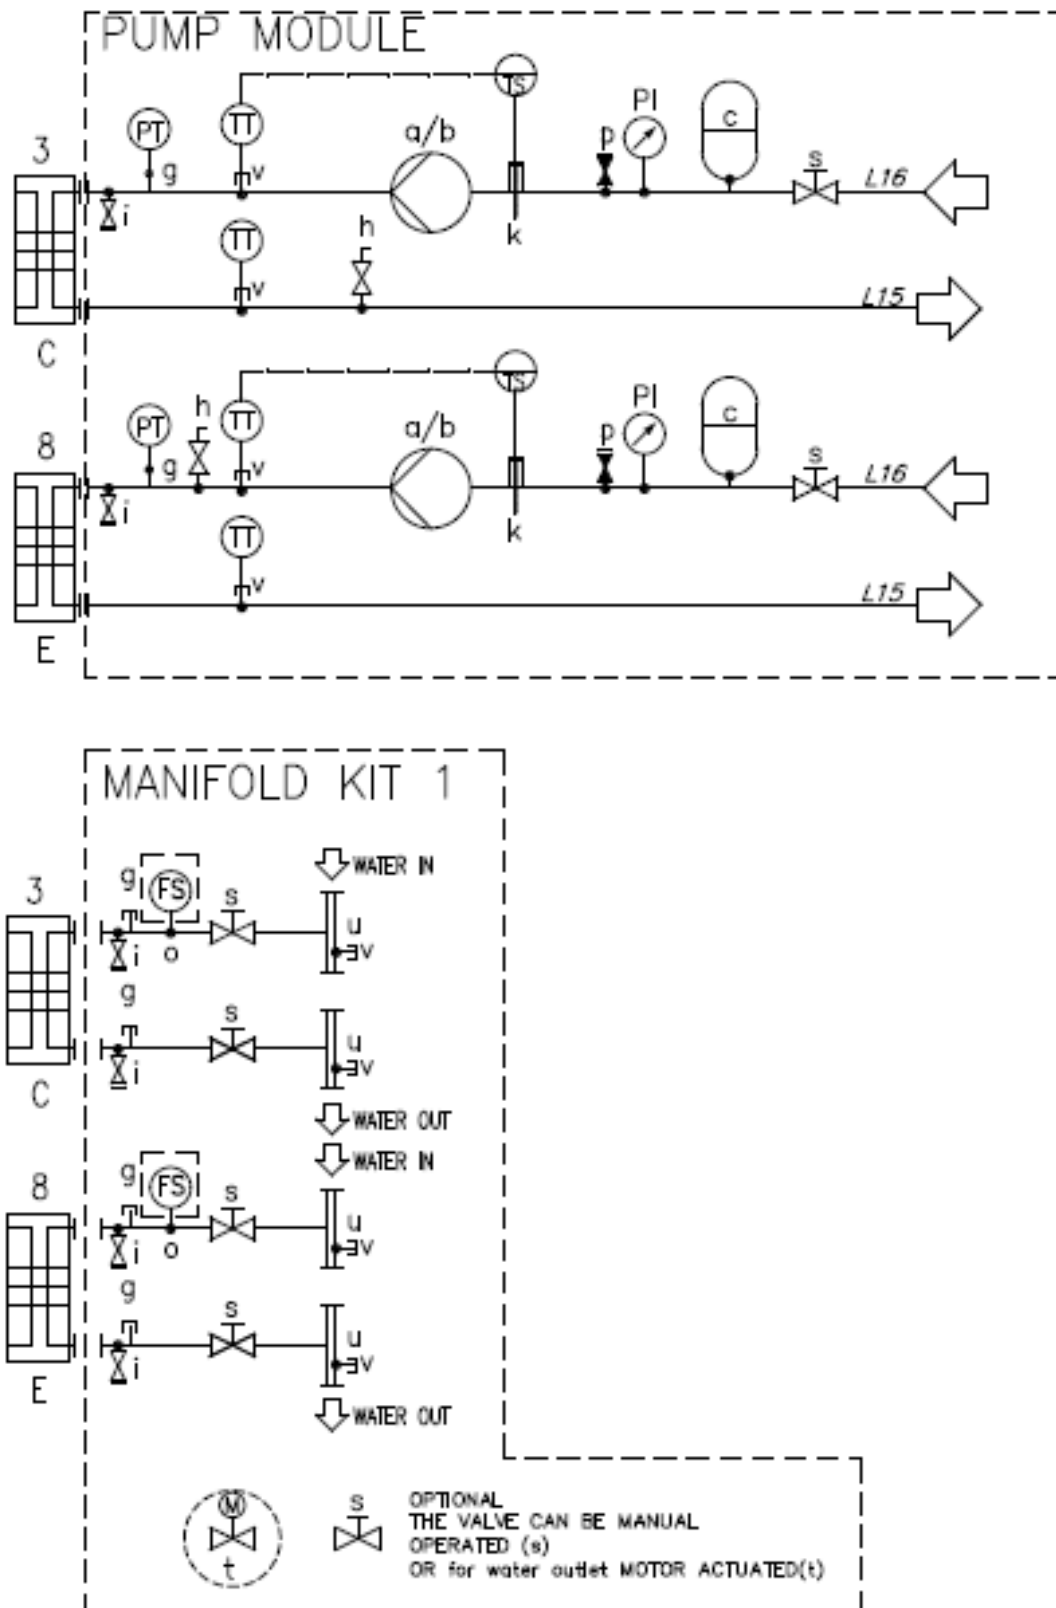 PUMP MODULE
TS
PT TT a/b p PI c s
3 g v L16
i k
TT h
v L15
C
TS
PT h TT a/b p PI c s
8 g v L16
i k
TT
v L15
E
MANIFOLD KIT 1
WATER IN
3 g FS s u
i o v
g s u
i v
C WATER OUT
WATER IN
8 g FS s u
i o v
g s u
i v
E WATER OUT
M s OPTIONAL
THE VALVE CAN BE MANUAL
OPERATED (s)
t OR for water outlet MOTOR ACTUATED(t)